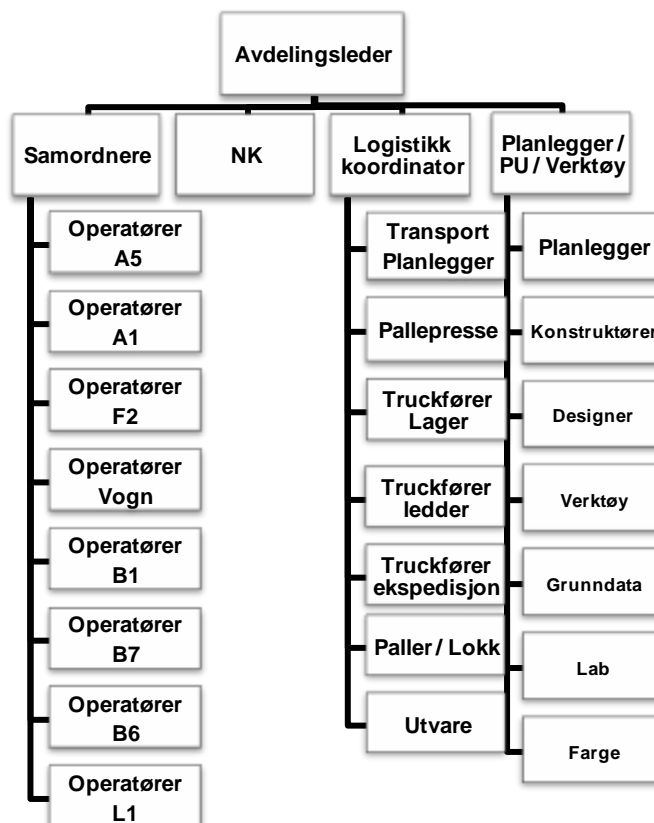 Avdelingsleder
Samordnere
NK
Logistikk
koordinator
Planlegger /
PU / Verktøy
Operatører
A5
Operatører
A1
Operatører
F2
Operatører
Vogn
Operatører
B1
Operatører
B7
Operatører
B6
Operatører
L1
Transport
Planlegger
Pallepresse
Truckfører
Lager
Truckfører
ledder
Truckfører
ekspedisjon
Paller / Lokk
Utvare
Planlegger
Konstruktører
Designer
Verktøy
Grunndata
Lab
Farge